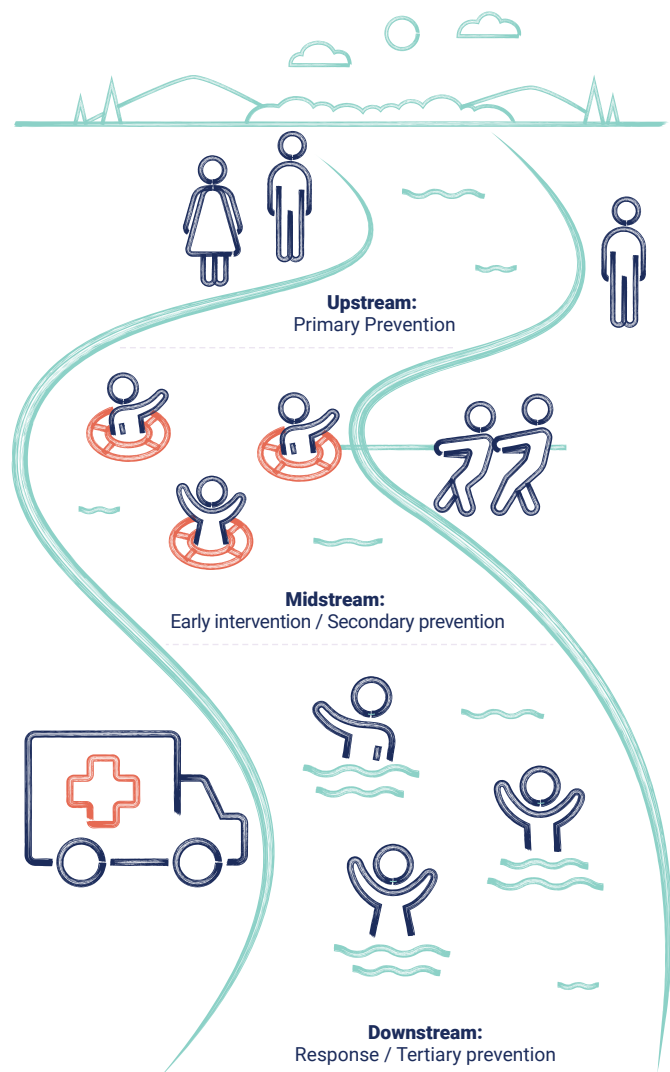 Upstream:
Primary Prevention
Midstream:
Early intervention / Secondary prevention
Downstream:
Response / Tertiary prevention